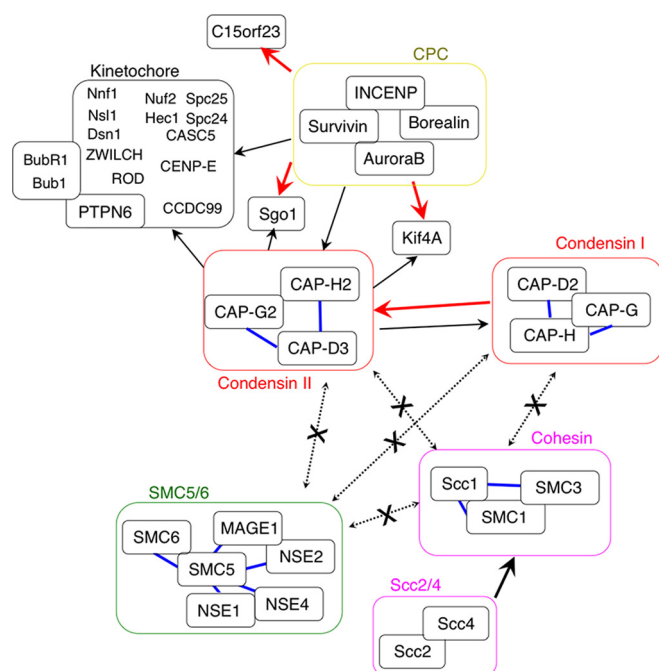 C15orf23
CPC
Kinetochore
INCENP
Survivin
Borealin
AuroraB
Nnf1
Nuf2 Spc25
Nsl1
Hec1 Spc24
Dsn1
CASC5
ZWILCH
CENP-E
ROD
BubR1
Bub1
PTPN6
CCDC99
Sgo1
Kif4A
Condensin I
CAP-H2
CAP-G2
CAP-D3
Condensin II
CAP-D2
CAP-G
CAP-H
X
X
X
X
X
Cohesin
Scc1
SMC3
SMC1
SMC5/6
MAGE1
SMC6
NSE2
SMC5
NSE1
NSE4
Scc2/4
Scc4
Scc2